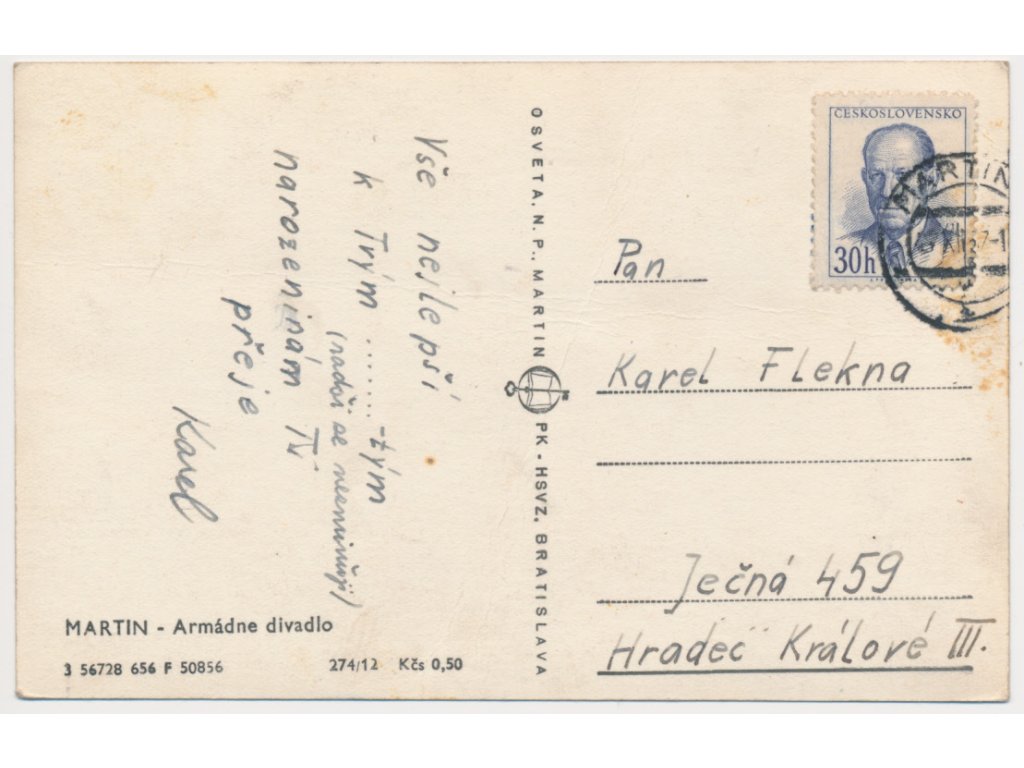 Vše nejlepší
k Tvým ........-tým
(radši se nezmiňuji)
narozeninám Ti
přeje
Karel
MARTIN - Armádne divadlo
3 56728 656 F 50856 274/12 Kčs 0,50
OSVETA, N. P., MARTIN PK - HSVZ, BRATISLAVA
ČESKOSLOVENSKO
30h
MARTIN
Pan
Karel Flekna
Ječná 459
Hradec Králové III.